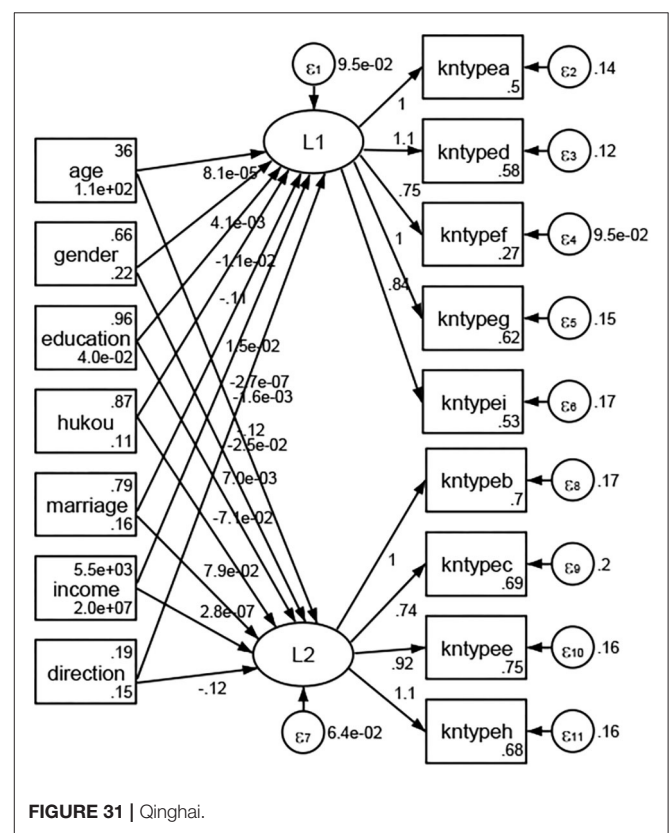 ε1 9.5e-02
L1
36
age
1.1e+02
.66
gender
.22
.96
education
4.0e-02
.87
hukou
.11
.79
marriage
.16
5.5e+03
income
2.0e+07
.19
direction
.15
8.1e-05
4.1e-03
-1.1e-02
-.11
1.5e-02
-2.7e-07
-1.6e-03
-.12
-2.5e-02
7.0e-03
-7.1e-02
7.9e-02
2.8e-07
-.12
1
1.1
.75
1
.84
kntypea
.5
ε2 .14
kntyped
.58
ε3 .12
kntypef
.27
ε4 9.5e-02
kntypeg
.62
ε5 .15
kntypei
.53
ε6 .17
L2
ε7 6.4e-02
1
.74
.92
1.1
kntypeb
.7
ε8 .17
kntypec
.69
ε9 .2
kntypee
.75
ε10 .16
kntypeh
.68
ε11 .16
FIGURE 31 | Qinghai.